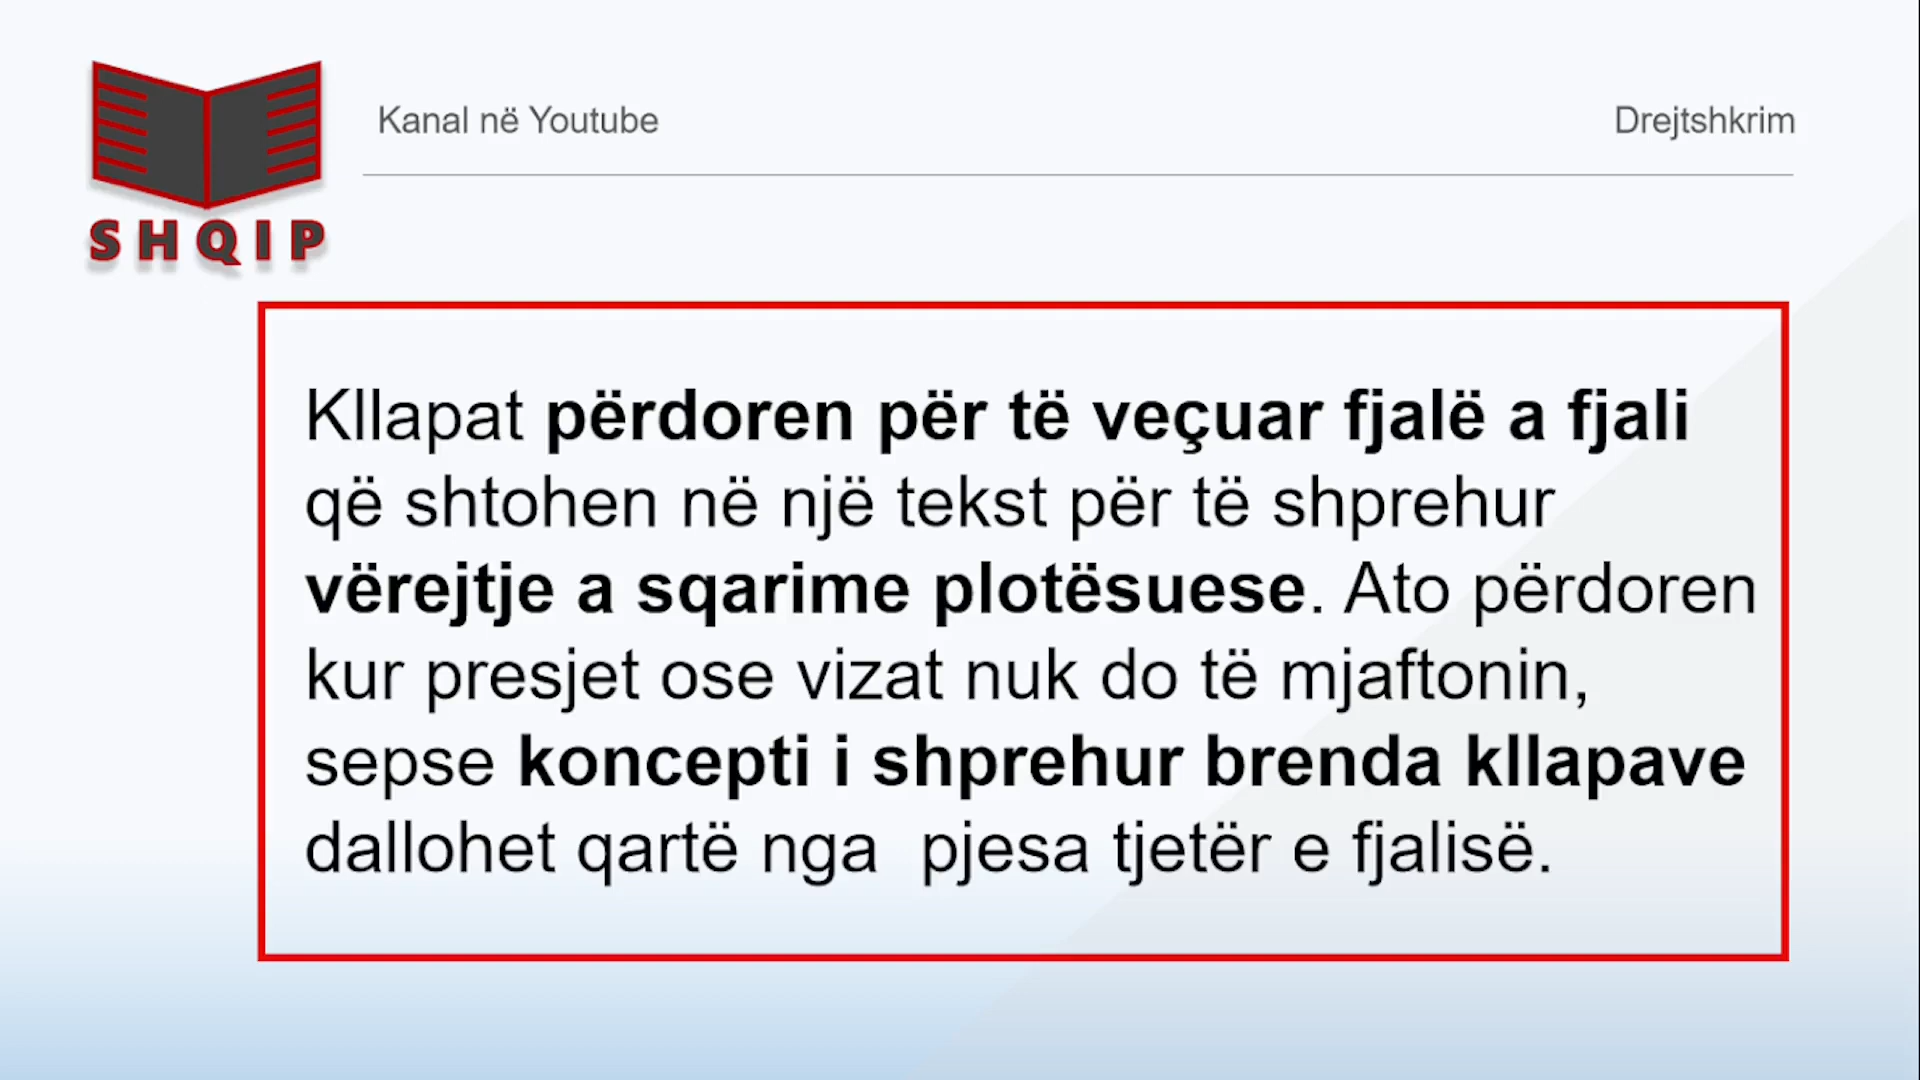 Kanal në Youtube
Drejtshkrim
SHQIP
Kllapat përdoren për të veçuar fjalë a fjali
që shtohen në një tekst për të shprehur
vërejtje a sqarime plotësuese. Ato përdoren
kur presjet ose vizat nuk do të mjaftonin,
sepse koncepti i shprehur brenda kllapave
dallohet qartë nga  pjesa tjetër e fjalisë.